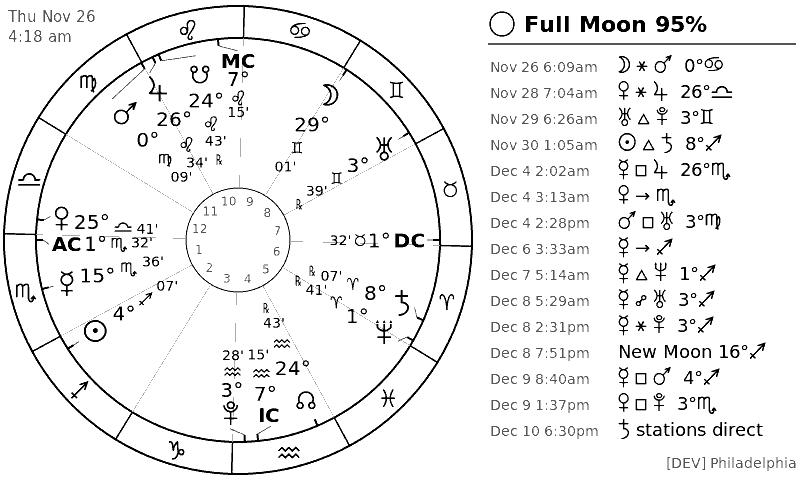 Thu Nov 26
4:18 am
♌ ♋ ♊ ♉ ♈ ♓ ♒ ♑ ♐ ♏ ♎ ♍
MC 7° ♌ 15'
☋ 24° ♌ 43' ℞
♃ 26° ♌ 34'
♂ 0° ♍ 09'
☽ 29° ♊ 01'
♅ 3° ♊ 39' ℞
♀ 25° ♎ 41'
AC 1° ♏ 32'
32' ♉ 1° DC
☿ 15° ♏ 36'
☉ 4° ♐ 07'
℞ 07' ♈ 8° ♄
℞ 41' ♈ 1° ♆
℞ 43' ♒ 24° ☊
28' ♒ 3° ♇
15' ♒ 7° IC
1 2 3 4 5 6 7 8 9 10 11 12
Full Moon 95%
Nov 26 6:09am ☽ ⚹ ♂ 0°♋
Nov 28 7:04am ♀ ⚹ ♃ 26°♎
Nov 29 6:26am ♅ △ ♇ 3°♊
Nov 30 1:05am ☉ △ ♄ 8°♐
Dec 4 2:02am ☿ □ ♃ 26°♏
Dec 4 3:13am ♀ → ♏
Dec 4 2:28pm ♂ □ ♅ 3°♍
Dec 6 3:33am ☿ → ♐
Dec 7 5:14am ☿ △ ♆ 1°♐
Dec 8 5:29am ☿ ☍ ♅ 3°♐
Dec 8 2:31pm ☿ ⚹ ♇ 3°♐
Dec 8 7:51pm New Moon 16°♐
Dec 9 8:40am ☿ □ ♂ 4°♐
Dec 9 1:37pm ♀ □ ♇ 3°♏
Dec 10 6:30pm ♄ stations direct
[DEV] Philadelphia